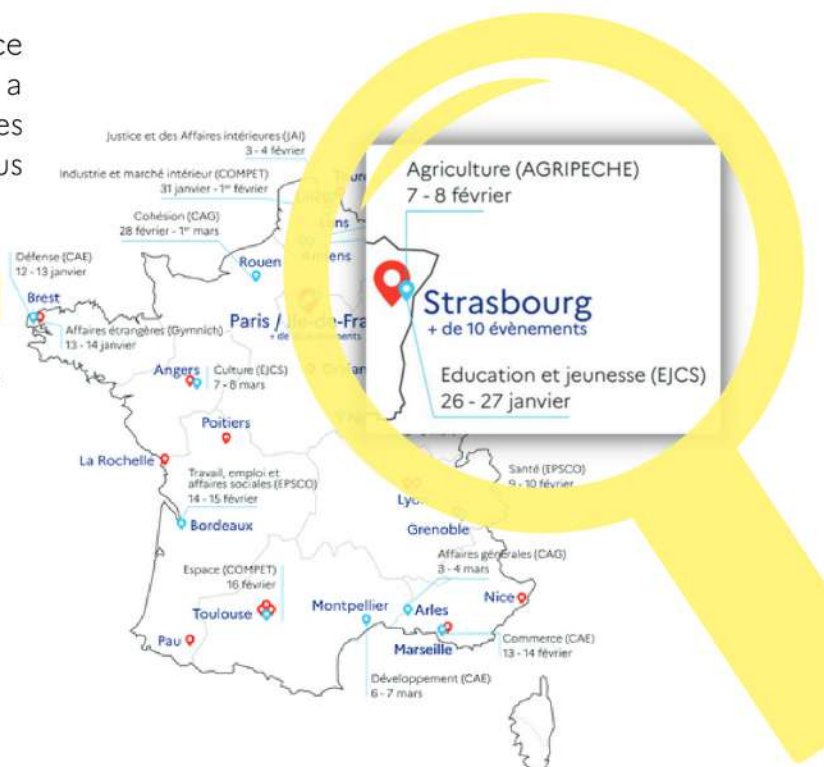 ce
a
es
us
Justice et des Affaires intérieures (JAI)
3 - 4 février
Industrie et marché intérieur (COMPET)
31 janvier - 1er février
Cohésion (CAG)
28 février - 1er mars
Rouen
Défense (CAE)
12 - 13 janvier
Brest
Affaires étrangères (Gymnich)
13 - 14 janvier
Paris / Ile-de-Fra
Agriculture (AGRIPECHE)
7 - 8 février
Strasbourg
+ de 10 évènements
Education et jeunesse (EJCS)
26 - 27 janvier
Angers
Culture (EJCS)
7 - 8 mars
Poitiers
La Rochelle
Travail, emploi et
affaires sociales (EPSCO)
14 - 15 février
Bordeaux
Santé (EPSCO)
9 - 10 février
Lyo
Grenoble
Affaires générales (CAG)
3 - 4 mars
Espace (COMPET)
16 février
Toulouse
Montpellier
Arles
Nice
Pau
Marseille
Commerce (CAE)
13 - 14 février
Développement (CAE)
6 - 7 mars